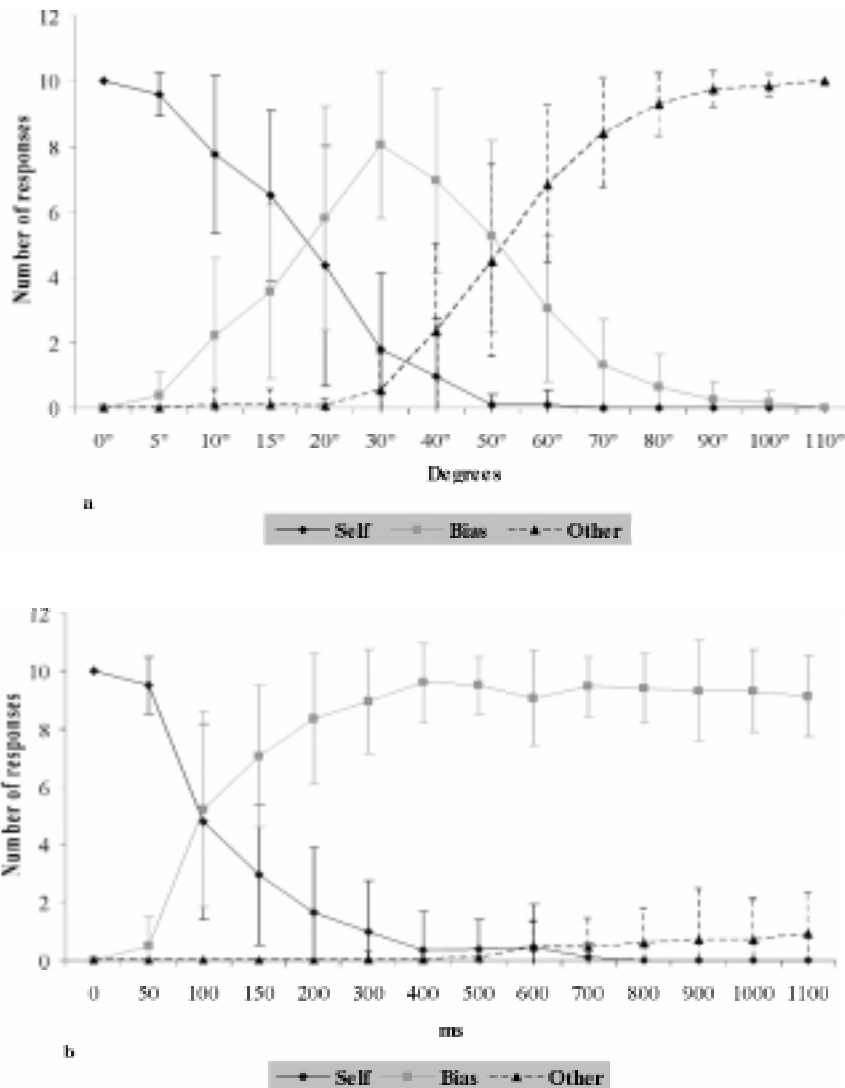 12
10
8
6
4
2
0
Number of responses
0° 5° 10° 15° 20° 30° 40° 50° 60° 70° 80° 90° 100° 110°
Degrees
a
Self Bias Other
12
10
8
6
4
2
0
Number of responses
0 50 100 150 200 300 400 500 600 700 800 900 1000 1100
ms
b
Self Bias Other